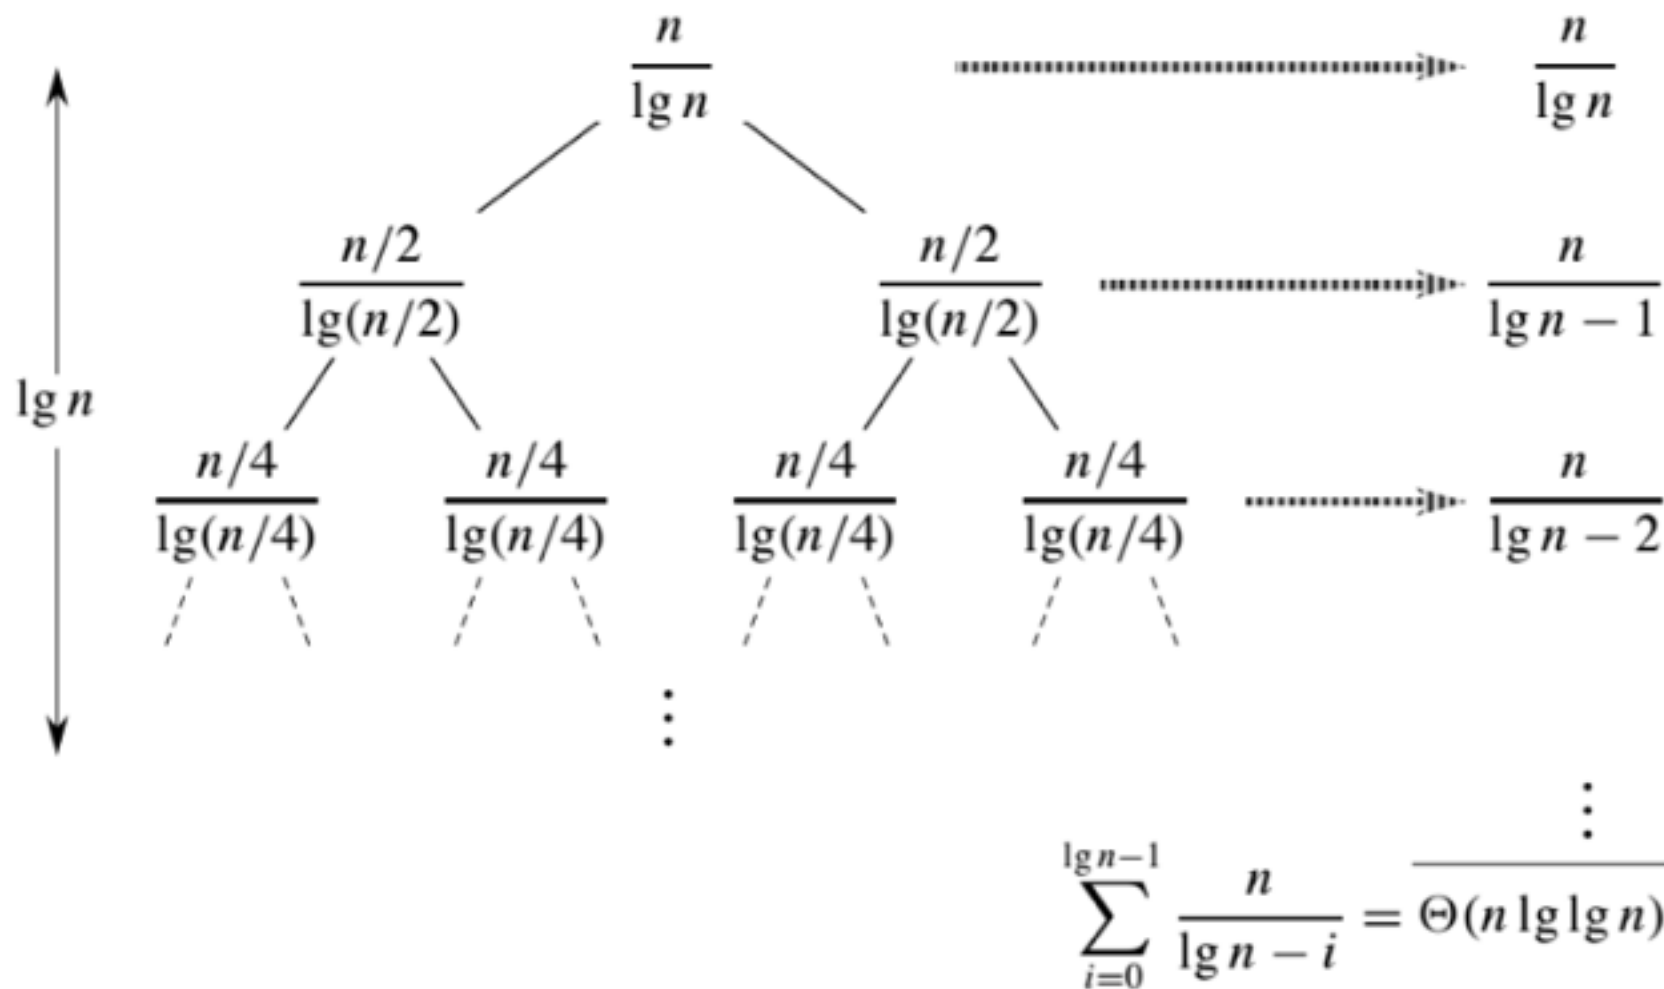 n/lg n n/lg n
(n/2)/lg(n/2) (n/2)/lg(n/2) n/(lg n − 1)
lg n
(n/4)/lg(n/4) (n/4)/lg(n/4) (n/4)/lg(n/4) (n/4)/lg(n/4) n/(lg n − 2)
⋮
⋮
∑_{i=0}^{lg n−1} n/(lg n − i) = Θ(n lg lg n)